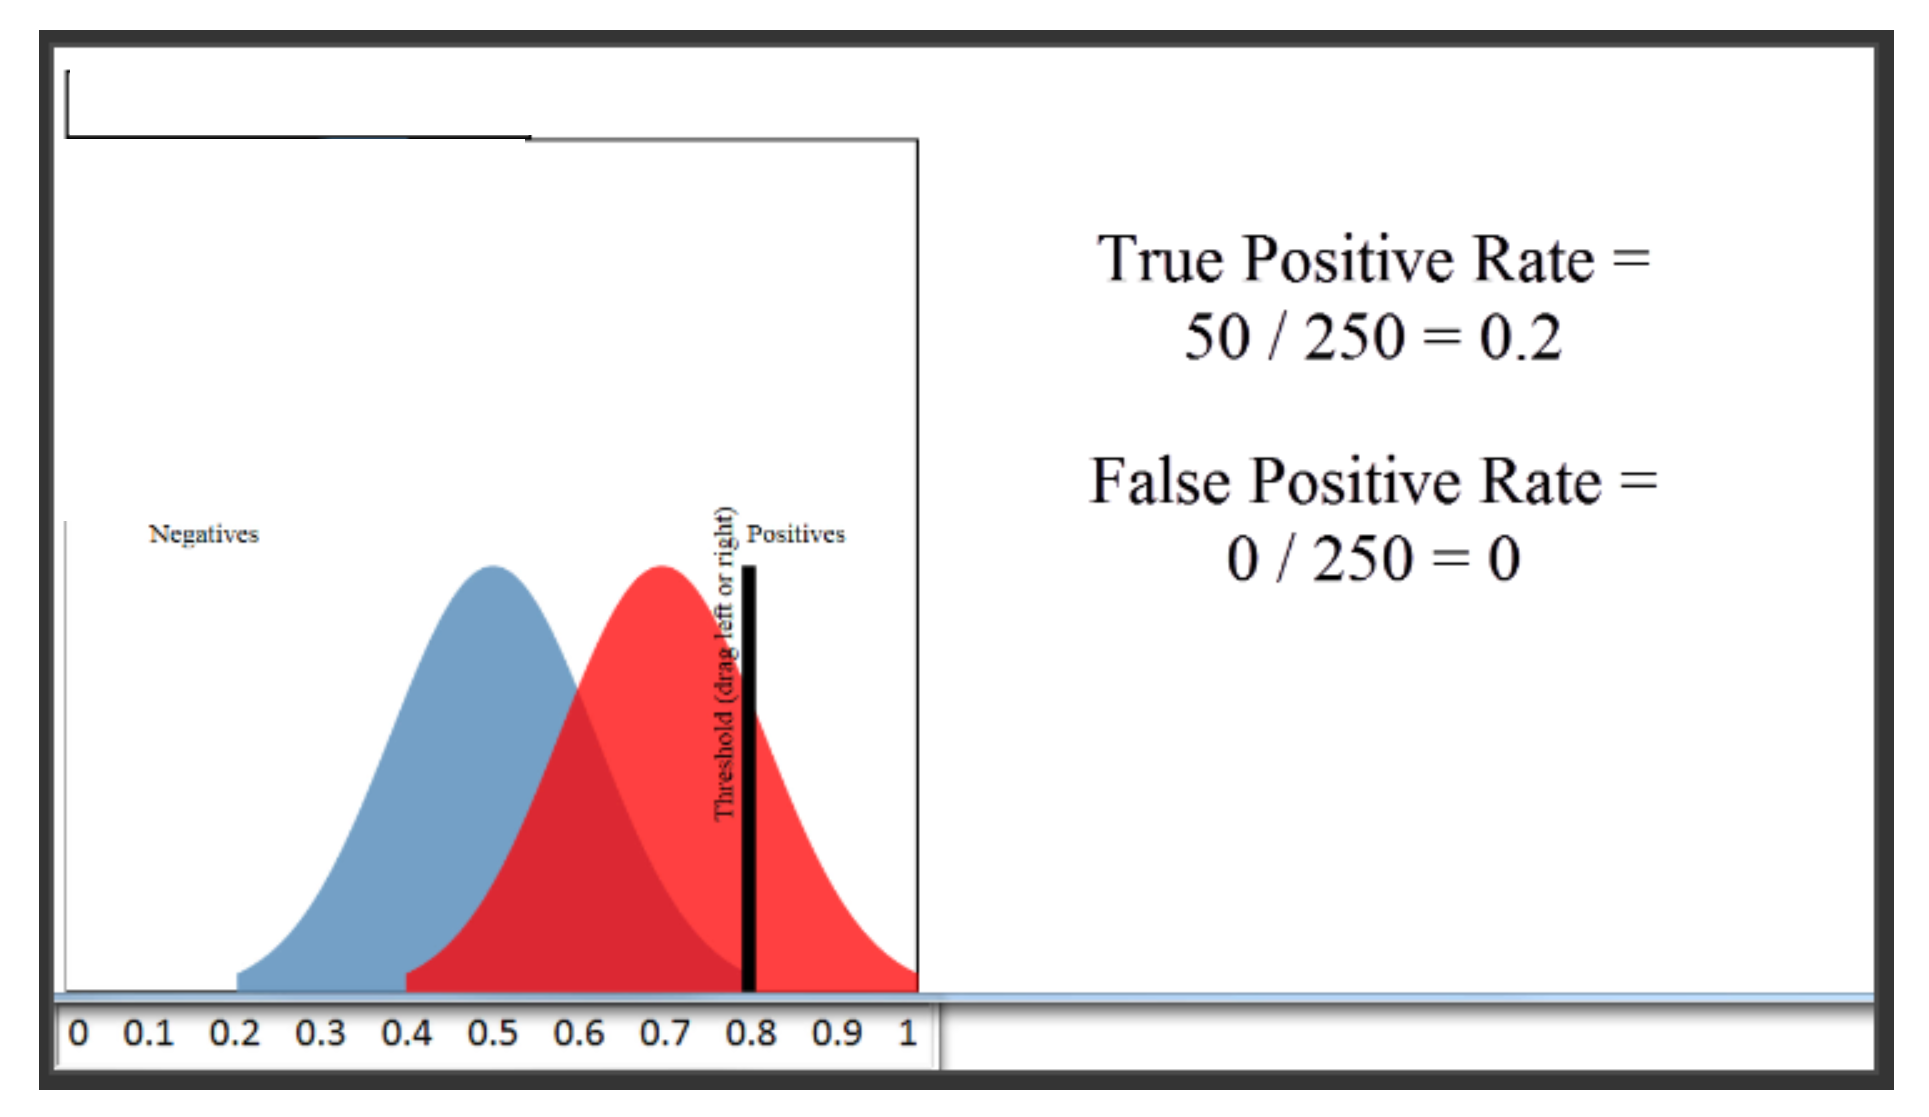 True Positive Rate =
50 / 250 = 0.2
False Positive Rate =
0 / 250 = 0
Negatives
Threshold (drag left or right)
Positives
0 0.1 0.2 0.3 0.4 0.5 0.6 0.7 0.8 0.9 1